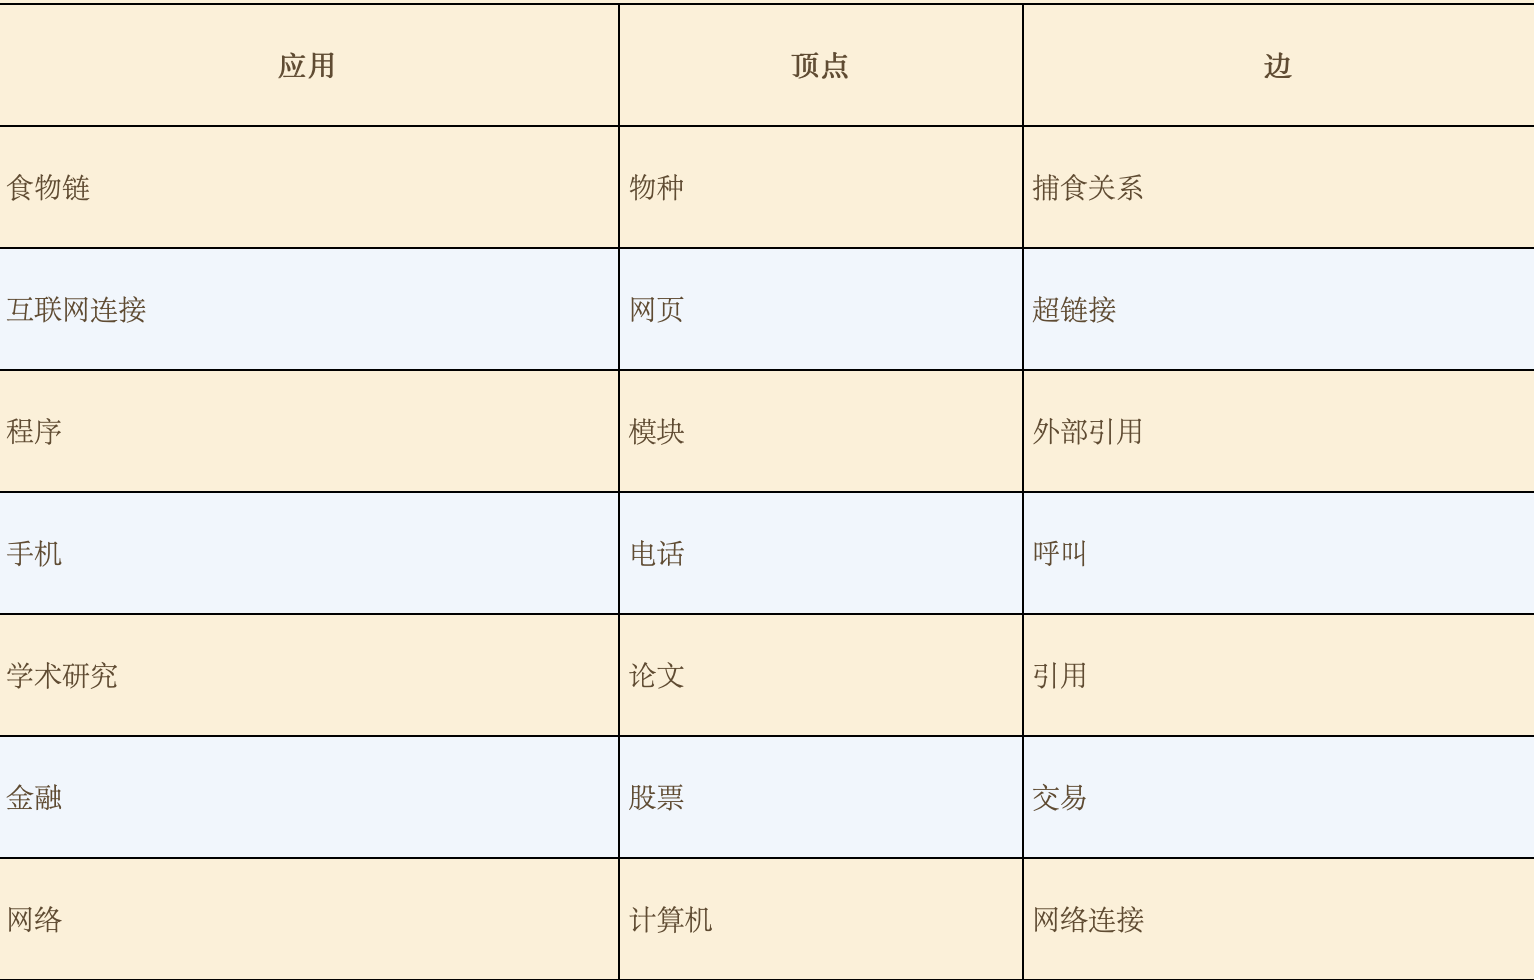 应用 顶点 边
食物链 物种 捕食关系
互联网连接 网页 超链接
程序 模块 外部引用
手机 电话 呼叫
学术研究 论文 引用
金融 股票 交易
网络 计算机 网络连接